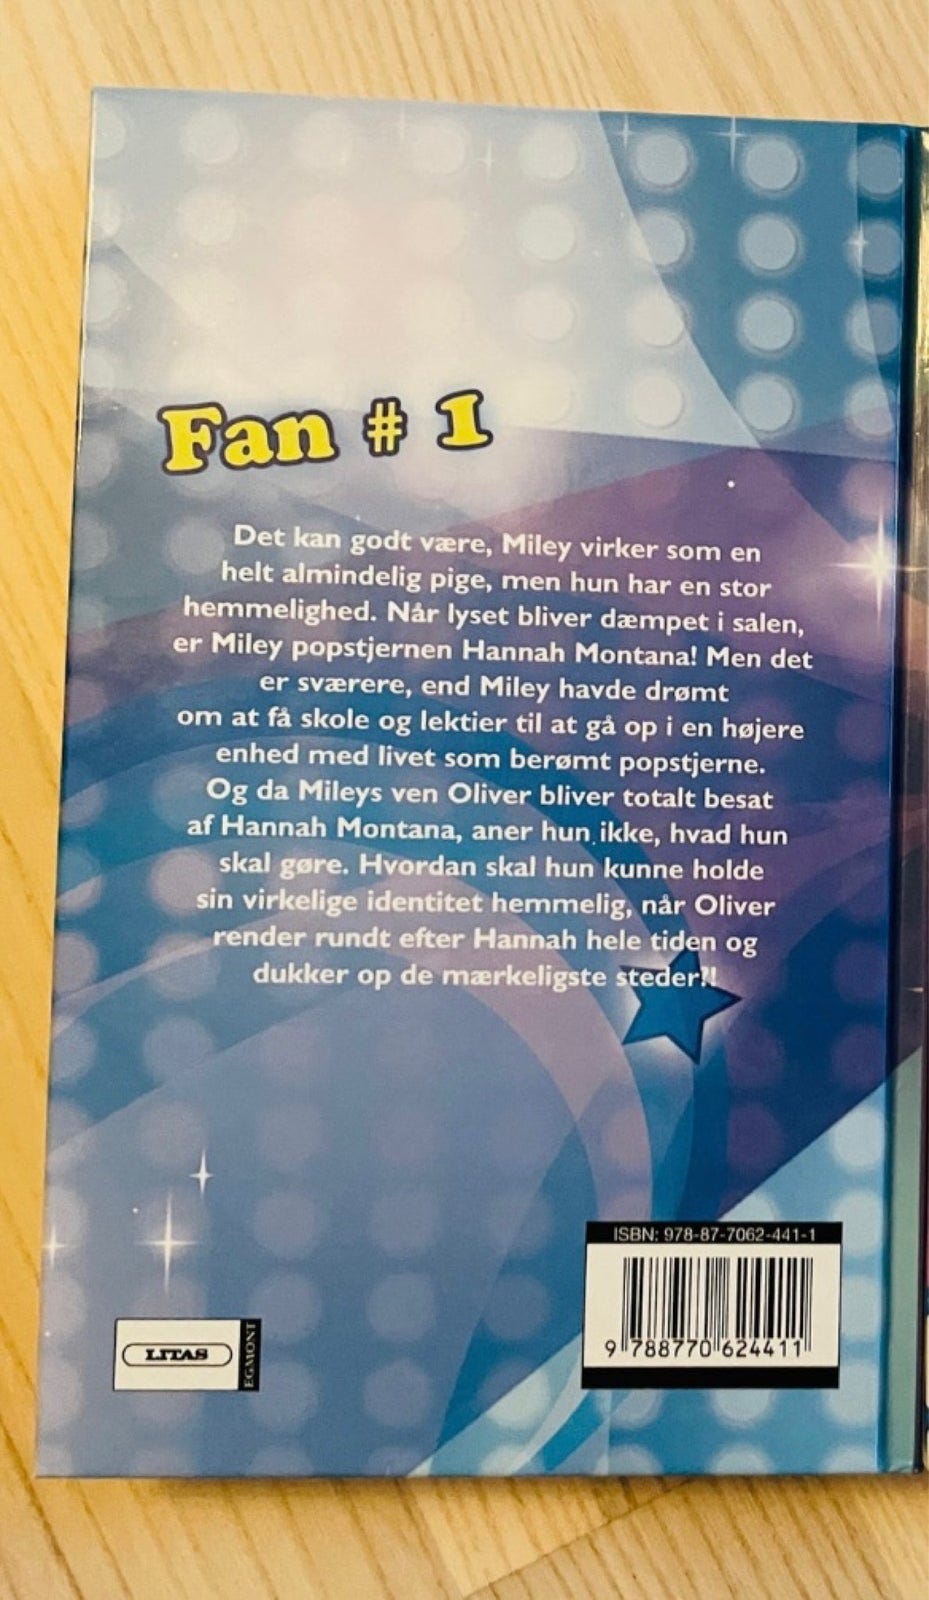 Fan # 1
Det kan godt være, Miley virker som en
helt almindelig pige, men hun har en stor
hemmelighed. Når lyset bliver dæmpet i salen,
er Miley popstjernen Hannah Montana! Men det
er sværere, end Miley havde drømt
om at få skole og lektier til at gå op i en højere
enhed med livet som berømt popstjerne.
Og da Mileys ven Oliver bliver totalt besat
af Hannah Montana, aner hun ikke, hvad hun
skal gøre. Hvordan skal hun kunne holde
sin virkelige identitet hemmelig, når Oliver
render rundt efter Hannah hele tiden og
dukker op de mærkeligste steder?!
ISBN: 978-87-7062-441-1
9 788770 624411
LITAS
EGMONT